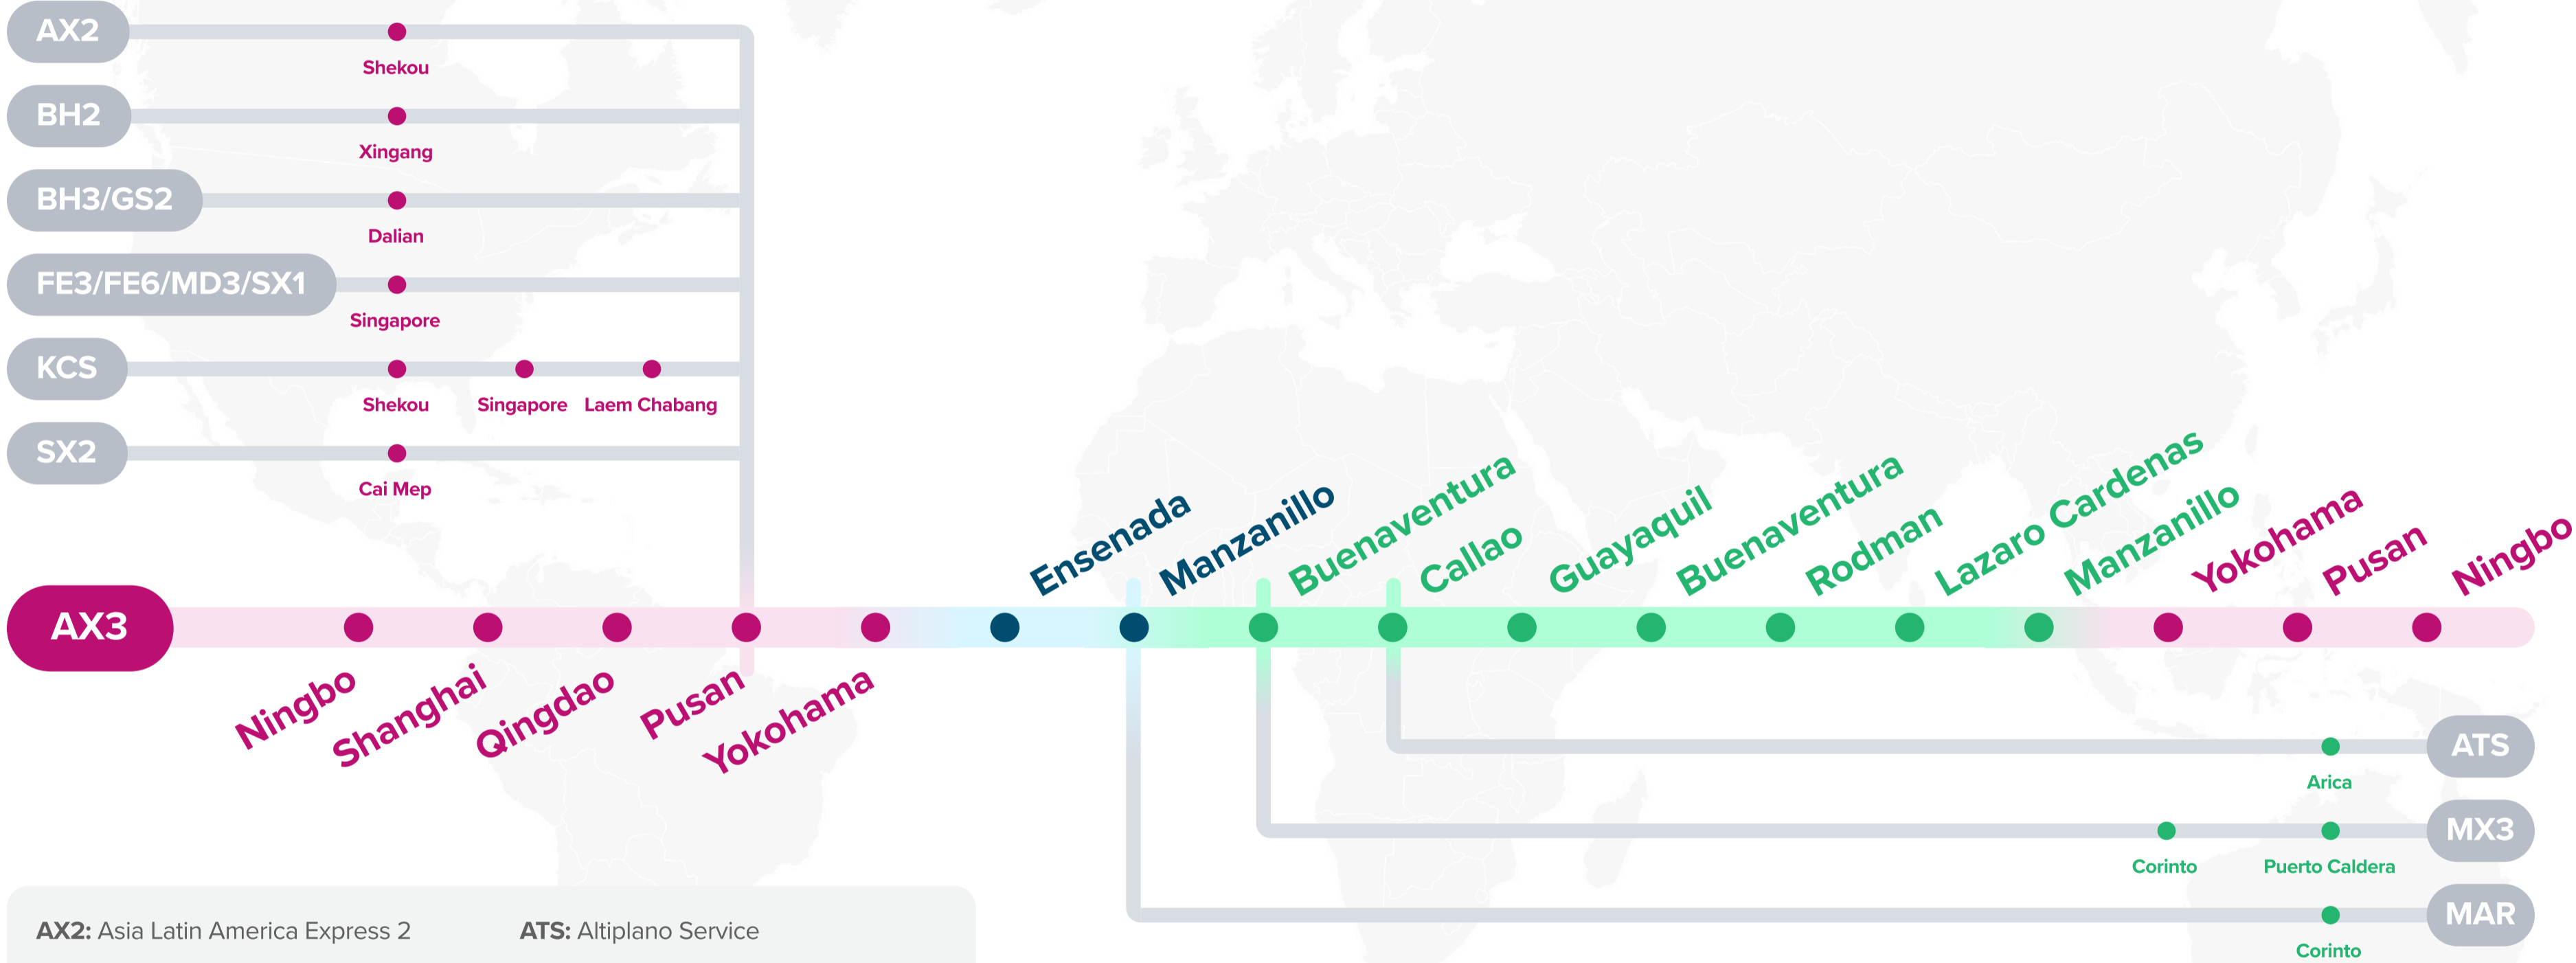 AX2
Shekou
BH2
Xingang
BH3/GS2
Dalian
FE3/FE6/MD3/SX1
Singapore
KCS
Shekou Singapore Laem Chabang
SX2
Cai Mep
AX3
Ningbo
Shanghai
Qingdao
Pusan
Yokohama
Ensenada
Manzanillo
Buenaventura
Callao
Guayaquil
Buenaventura
Rodman
Lazaro Cardenas
Manzanillo
Yokohama
Pusan
Ningbo
ATS
Arica
MX3
Corinto Puerto Caldera
MAR
Corinto
AX2: Asia Latin America Express 2 ATS: Altiplano Service